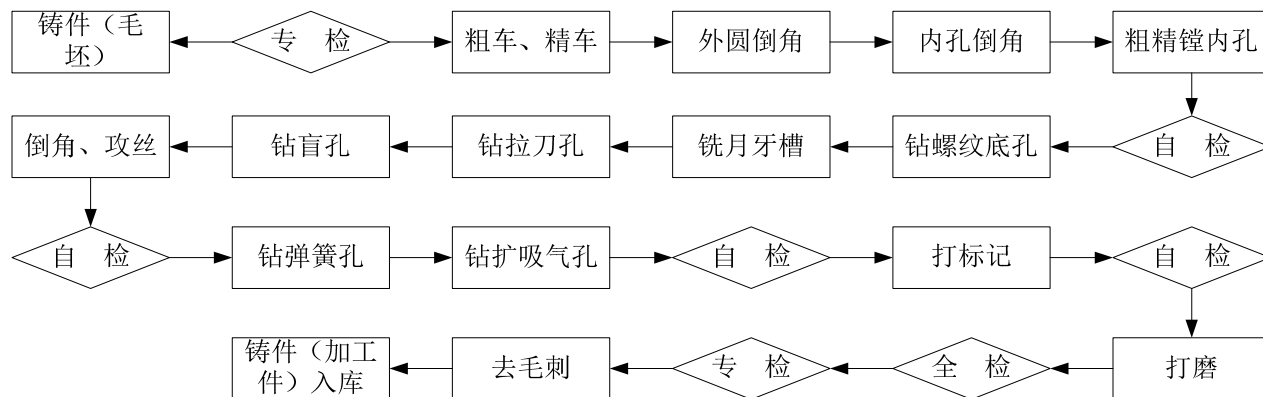 铸件（毛
坯）
专 检
粗车、精车
外圆倒角
内孔倒角
粗精镗内孔
倒角、攻丝
钻盲孔
钻拉刀孔
铣月牙槽
钻螺纹底孔
自 检
自 检
钻弹簧孔
钻扩吸气孔
自 检
打标记
自 检
铸件（加工
件）入库
去毛刺
专 检
全 检
打磨